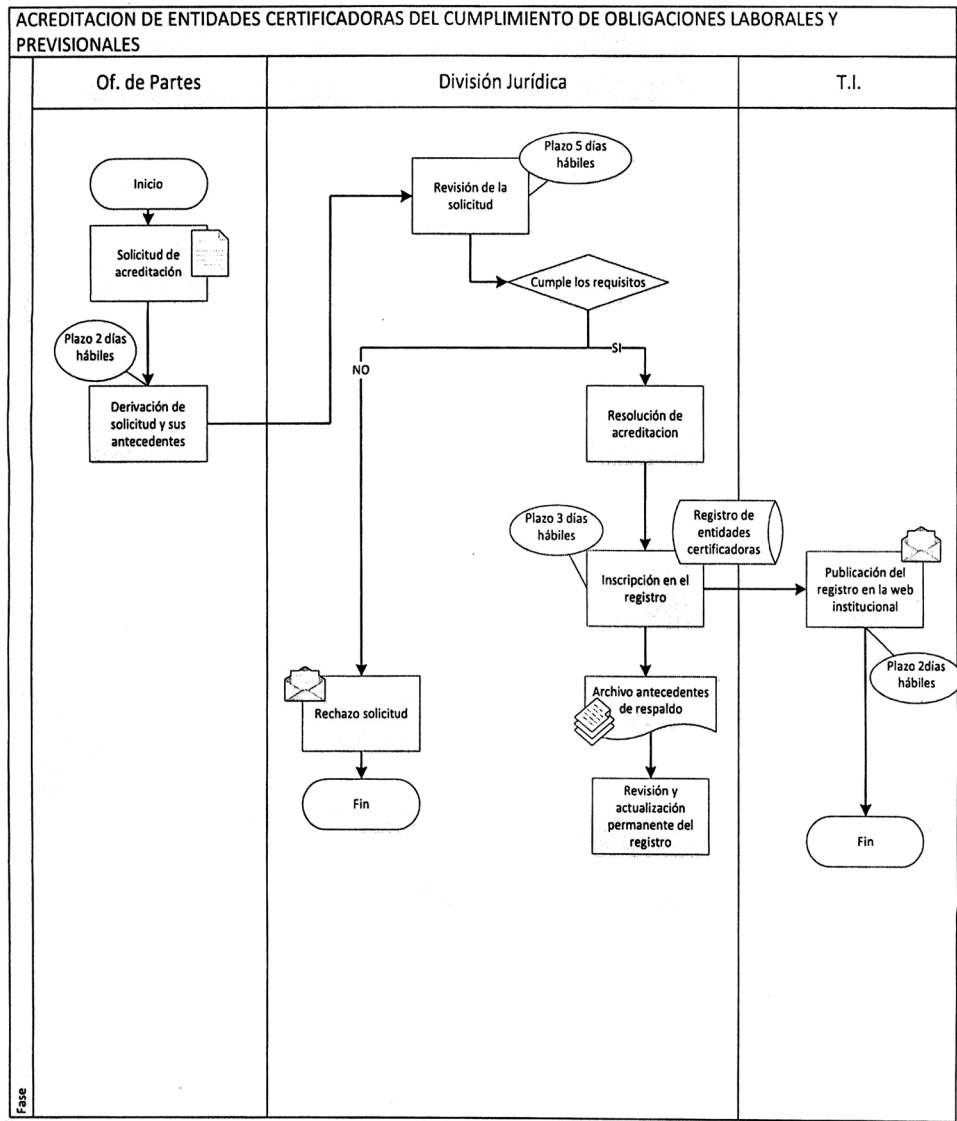 ACREDITACION DE ENTIDADES CERTIFICADORAS DEL CUMPLIMIENTO DE OBLIGACIONES LABORALES Y
PREVISIONALES
Of. de Partes
División Jurídica
T.I.
Inicio
Solicitud de
acreditación
Plazo 2 días
hábiles
Derivación de
solicitud y sus
antecedentes
Plazo 5 días
hábiles
Revisión de la
solicitud
Cumple los requisitos
NO
SI
Resolución de
acreditacion
Plazo 3 días
hábiles
Registro de
entidades
certificadoras
Inscripción en el
registro
Publicación del
registro en la web
institucional
Plazo 2días
hábiles
Rechazo solicitud
Archivo antecedentes
de respaldo
Fin
Revisión y
actualización
permanente del
registro
Fin
Fase